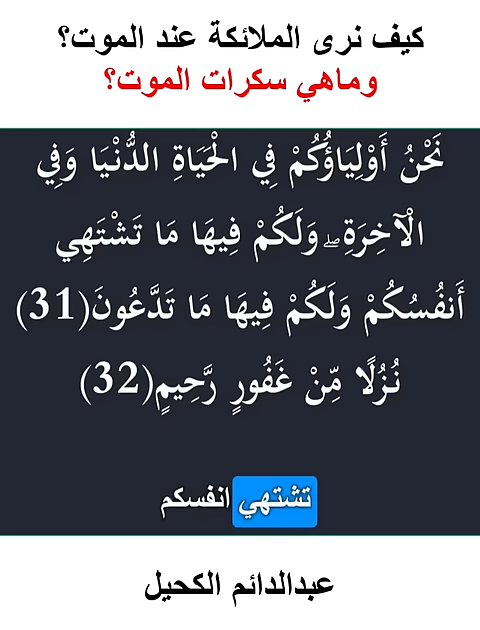 كيف نرى الملائكة عند الموت؟
وماهي سكرات الموت؟
نَحْنُ أَوْلِيَاؤُكُمْ فِي الْحَيَاةِ الدُّنْيَا وَفِي
الْآخِرَةِ ۖ وَلَكُمْ فِيهَا مَا تَشْتَهِي
أَنفُسُكُمْ وَلَكُمْ فِيهَا مَا تَدَّعُونَ(31)
نُزُلًا مِّنْ غَفُورٍ رَّحِيمٍ(32)
تشتهي انفسكم
عبدالدائم الكحيل